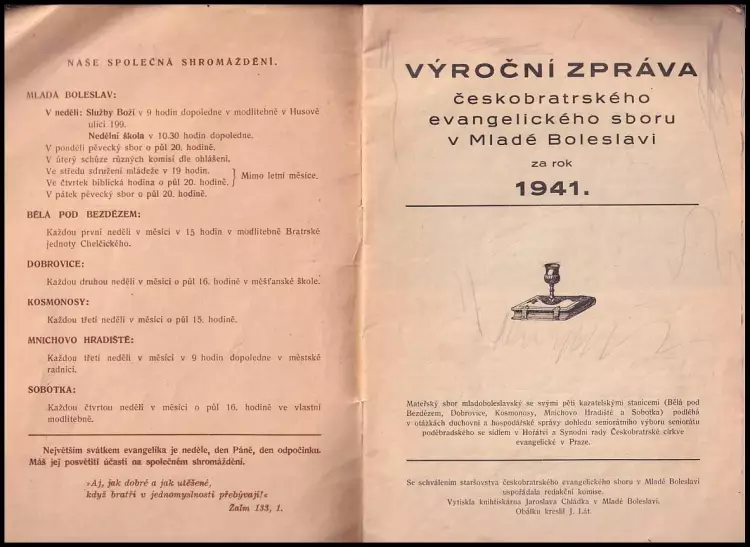 NAŠE SPOLEČNÁ SHROMÁŽDĚNÍ.
MLADÁ BOLESLAV:
V neděli: Služby Boží v 9 hodin dopoledne v modlitebně v Husově
ulici 199.
Nedělní škola v 10.30 hodin dopoledne.
V pondělí pěvecký sbor o půl 20. hodině.
V úterý schůze různých komisí dle ohlášení.
Ve středu sdružení mládeže v 19 hodin.
Ve čtvrtek biblická hodina o půl 20. hodině. } Mimo letní měsíce.
V pátek pěvecký sbor o půl 20. hodině.
BĚLÁ POD BEZDĚZEM:
Každou první neděli v měsíci v 15 hodin v modlitebně Bratrské
jednoty Chelčického.
DOBROVICE:
Každou druhou neděli v měsíci o půl 16. hodině v měšťanské škole.
KOSMONOSY:
Každou třetí neděli v měsíci o půl 15. hodině.
MNICHOVO HRADIŠTĚ:
Každou třetí neděli v měsíci v 9 hodin dopoledne v městské
radnici.
SOBOTKA:
Každou čtvrtou neděli v měsíci o půl 16 hodině ve vlastní
modlitebně.
Největším svátkem evangelíka je neděle, den Páně, den odpočinku.
Máš jej posvětiti účastí na společném shromáždění.
»Aj, jak dobré a jak utěšené,
když bratří v jednomyslnosti přebývají!«
Žalm 133, 1.
VÝROČNÍ ZPRÁVA
českobratrského
evangelického sboru
v Mladé Boleslavi
za rok
1941.
Mateřský sbor mladoboleslavský se svými pěti kazatelskými stanicemi (Bělá pod
Bezdězem, Dobrovice, Kosmonosy, Mnichovo Hradiště a Sobotka) podléhá
v otázkách duchovní a hospodářské správy dohledu seniorátního výboru seniorátu
poděbradského se sídlem v Hořátvi a Synodní rady Českobratrské církve
evangelické v Praze.
Se schválením staršovstva českobratrského evangelického sboru v Mladé Boleslavi
uspořádala redakční komise.
Vytiskla knihtiskárna Jaroslava Chládka v Mladé Boleslavi.
Obálku kreslil J. Lát.